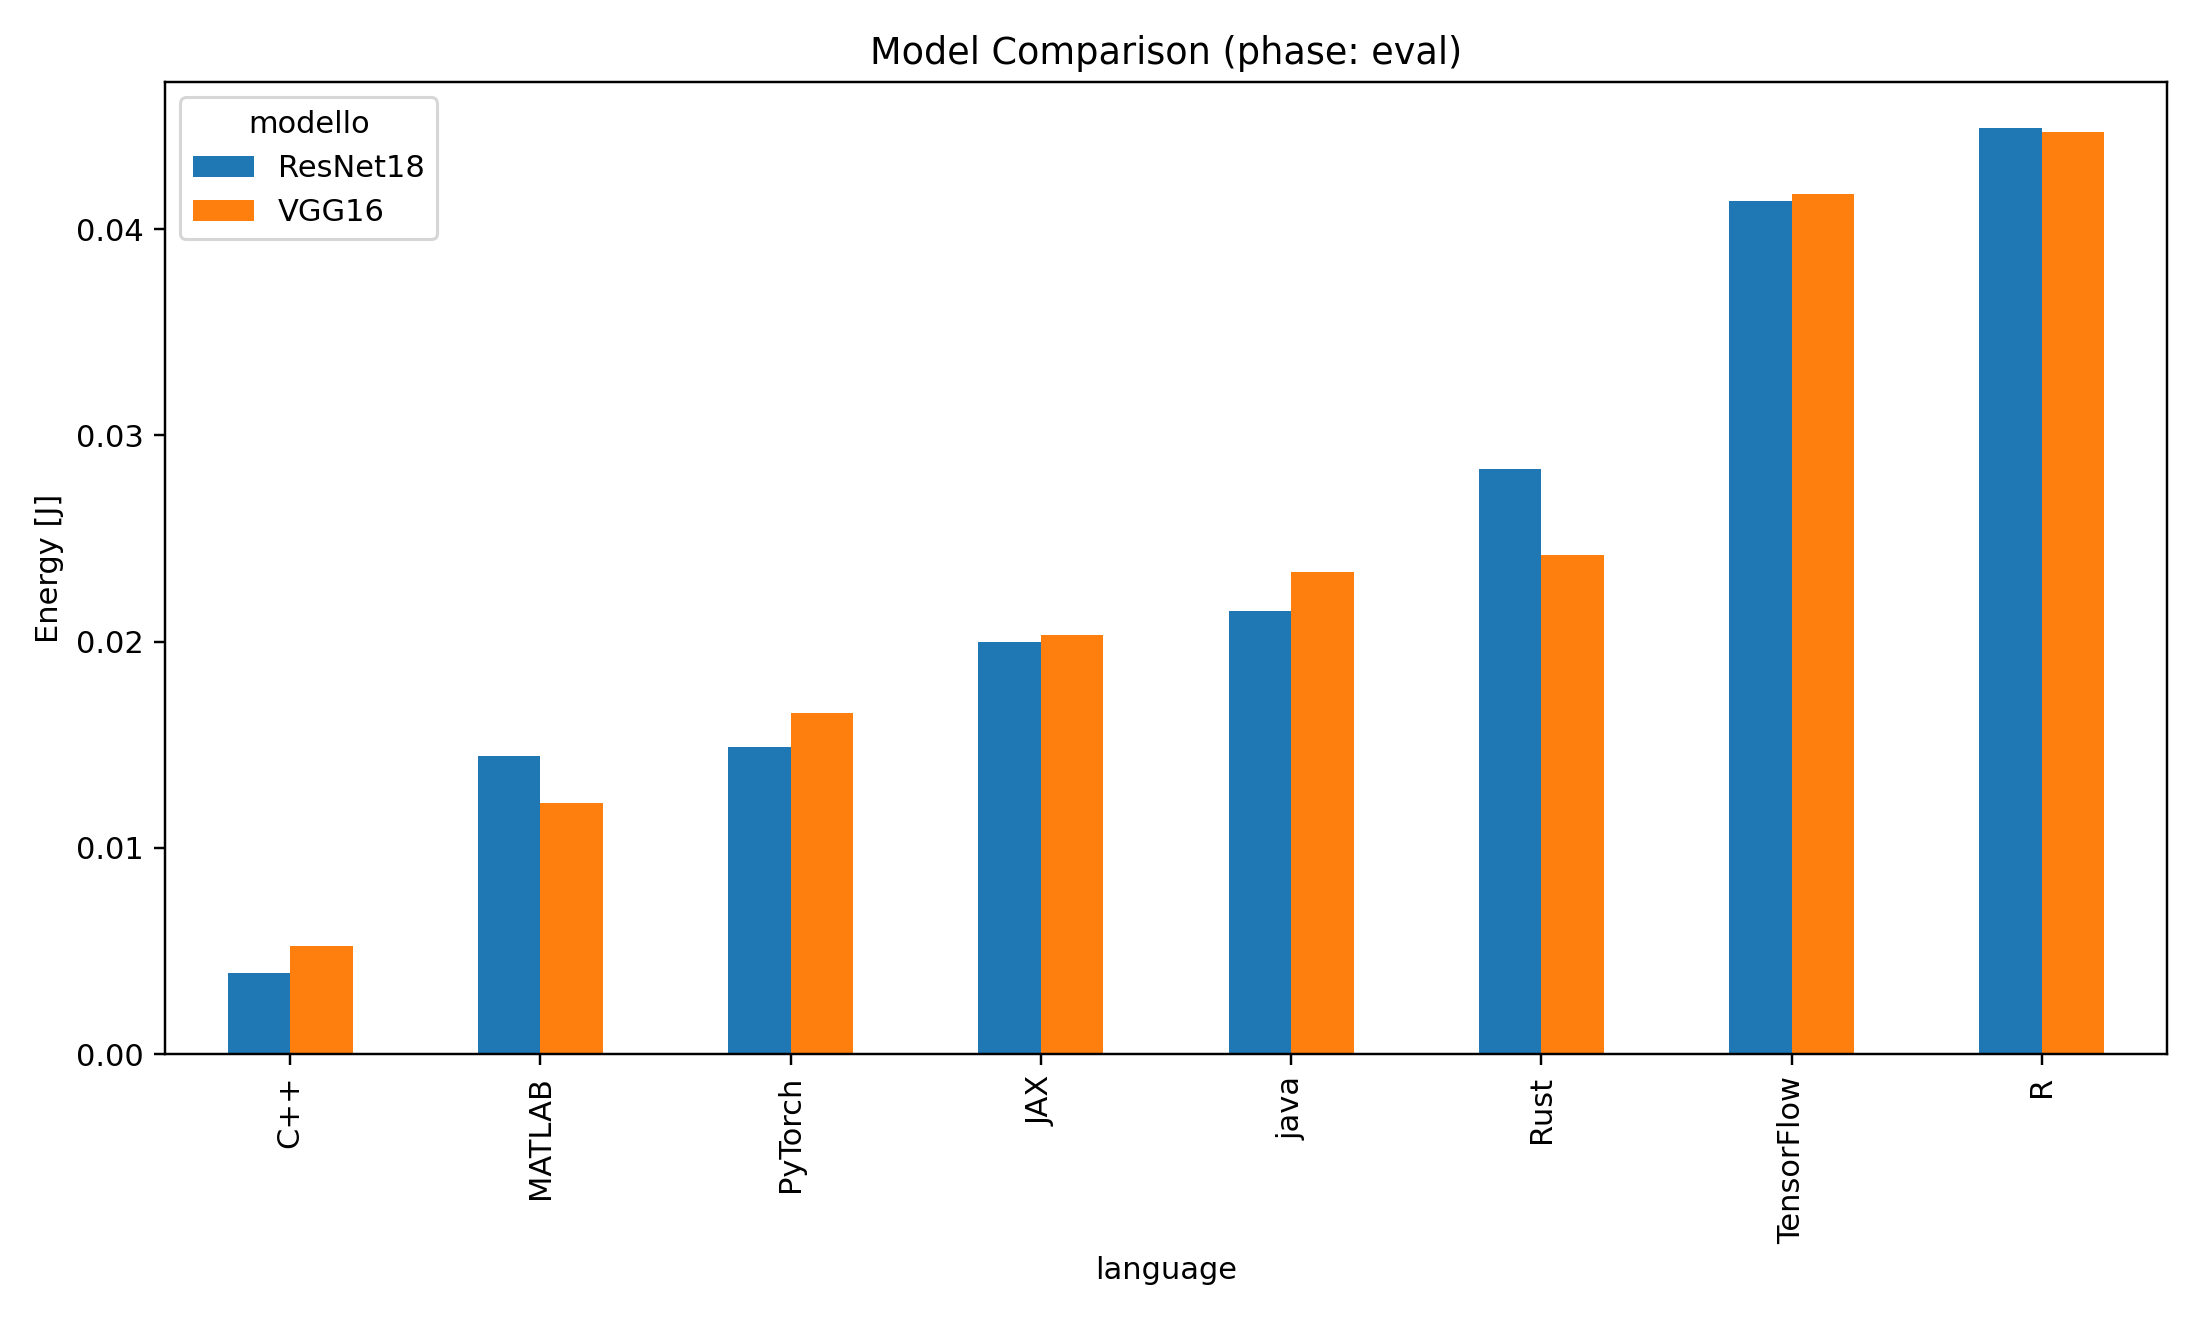 Model Comparison (phase: eval)
modello
ResNet18
VGG16
Energy [J]
0.04
0.03
0.02
0.01
0.00
C++
MATLAB
PyTorch
JAX
java
Rust
TensorFlow
R
language